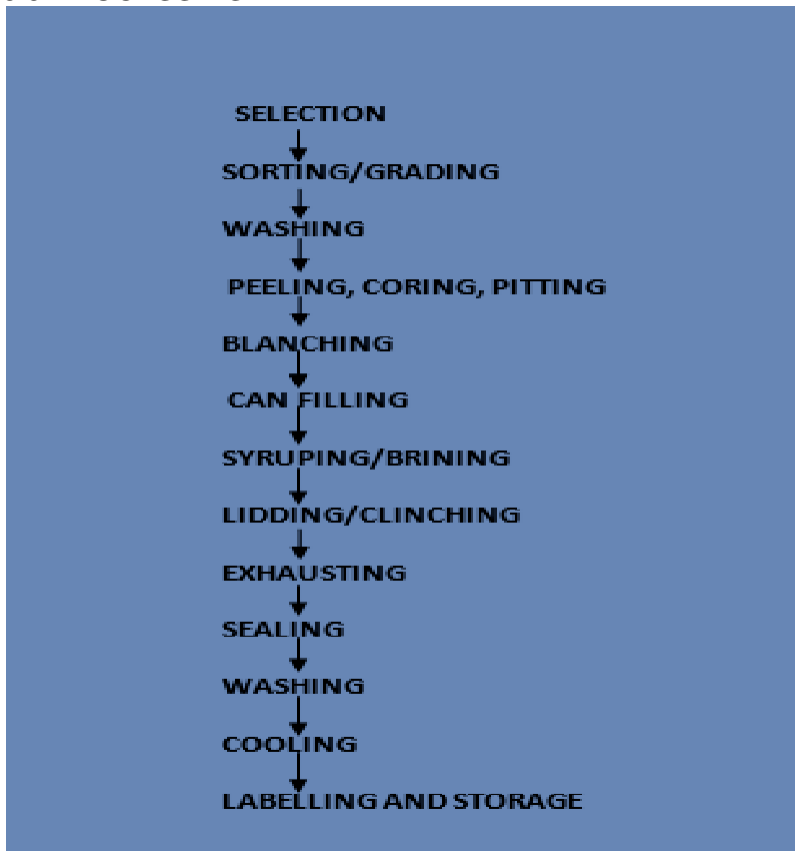 SELECTION
SORTING/GRADING
WASHING
PEELING, CORING, PITTING
BLANCHING
CAN FILLING
SYRUPING/BRINING
LIDDING/CLINCHING
EXHAUSTING
SEALING
WASHING
COOLING
LABELLING AND STORAGE